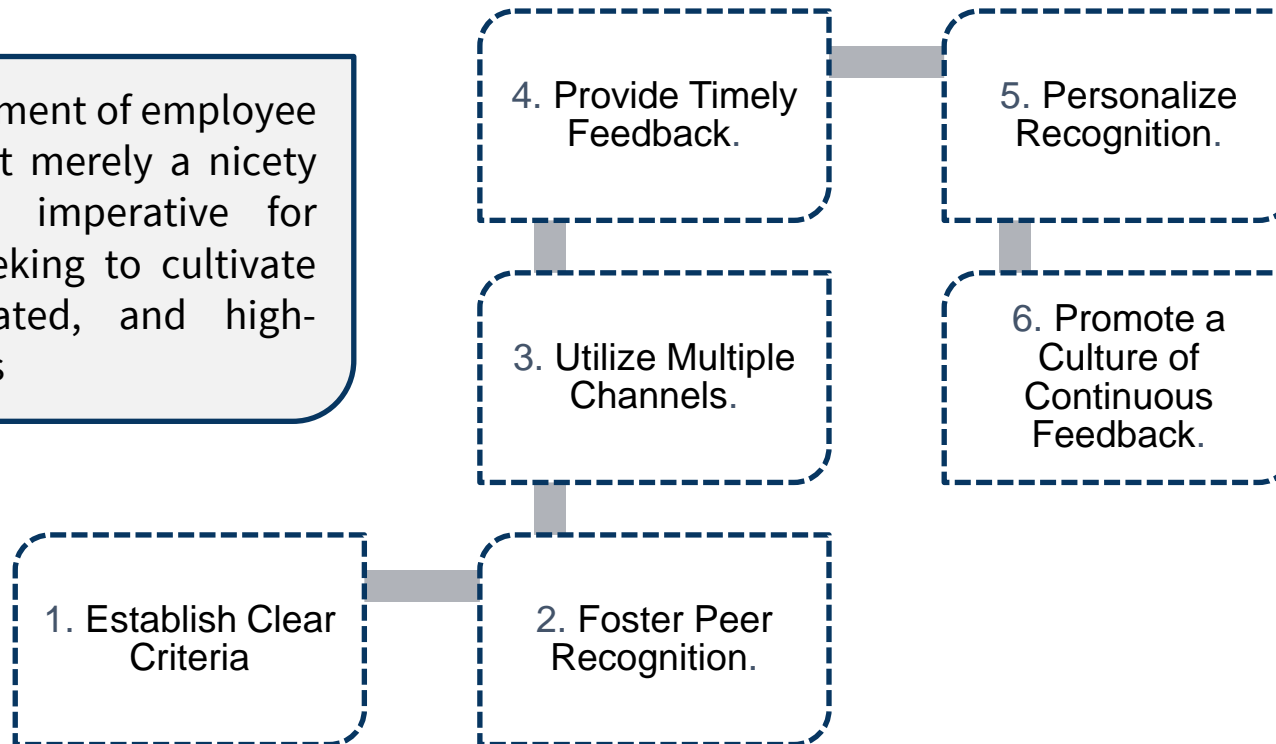 ment of employee
t merely a nicety
imperative for
eking to cultivate
ated, and high-
s
4. Provide Timely
Feedback.
5. Personalize
Recognition.
3. Utilize Multiple
Channels.
6. Promote a
Culture of
Continuous
Feedback.
1. Establish Clear
Criteria
2. Foster Peer
Recognition.